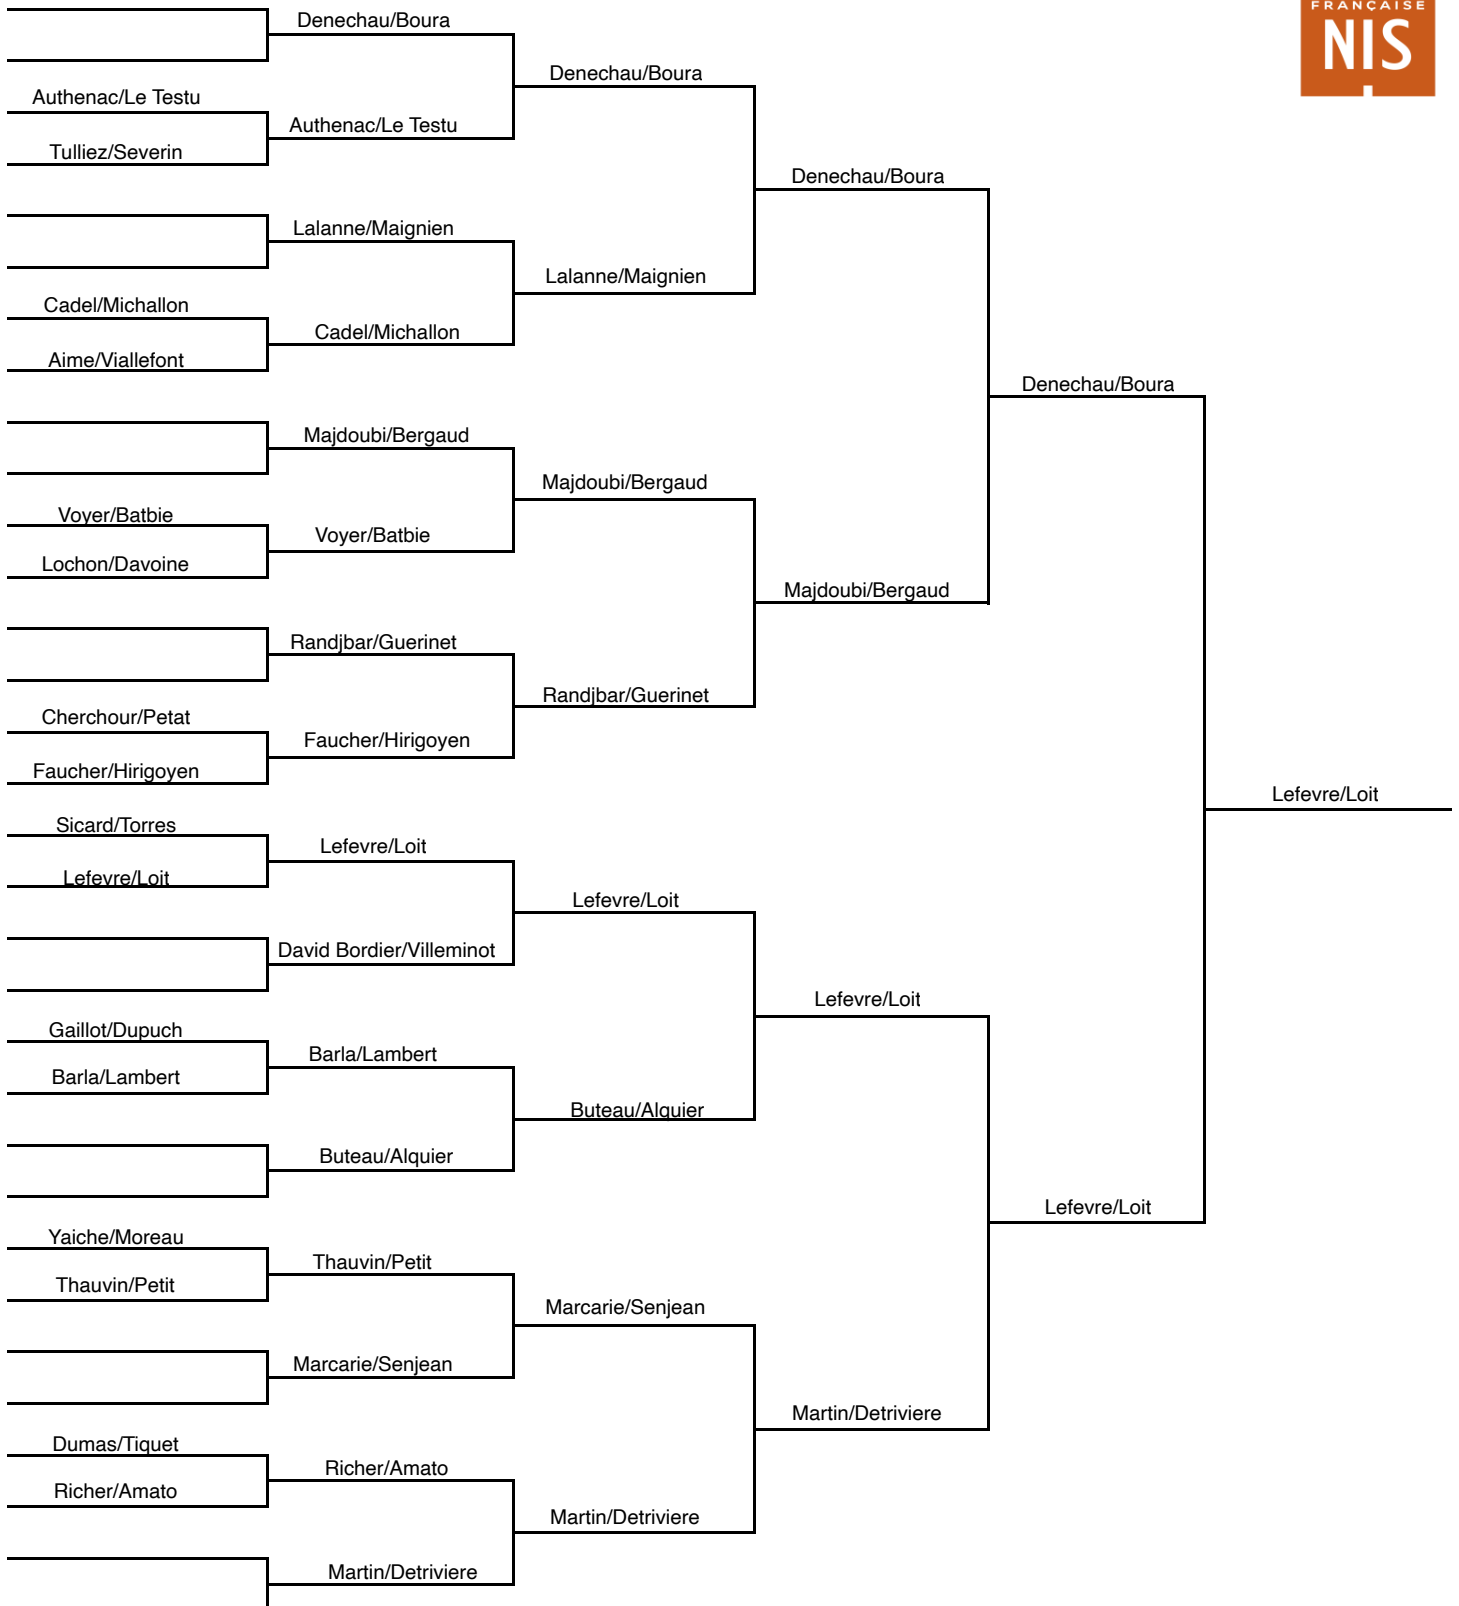 FRANÇAISE
NIS
Denechau/Boura
Denechau/Boura
Authenac/Le Testu
Authenac/Le Testu
Tulliez/Severin
Denechau/Boura
Lalanne/Maignien
Lalanne/Maignien
Cadel/Michallon
Cadel/Michallon
Aime/Viallefont
Denechau/Boura
Majdoubi/Bergaud
Majdoubi/Bergaud
Voyer/Batbie
Voyer/Batbie
Lochon/Davoine
Majdoubi/Bergaud
Randjbar/Guerinet
Randjbar/Guerinet
Cherchour/Petat
Faucher/Hirigoyen
Faucher/Hirigoyen
Lefevre/Loit
Sicard/Torres
Lefevre/Loit
Lefevre/Loit
Lefevre/Loit
David Bordier/Villeminot
Lefevre/Loit
Gaillot/Dupuch
Barla/Lambert
Barla/Lambert
Buteau/Alquier
Buteau/Alquier
Lefevre/Loit
Yaiche/Moreau
Thauvin/Petit
Thauvin/Petit
Marcarie/Senjean
Marcarie/Senjean
Martin/Detriviere
Dumas/Tiquet
Richer/Amato
Richer/Amato
Martin/Detriviere
Martin/Detriviere